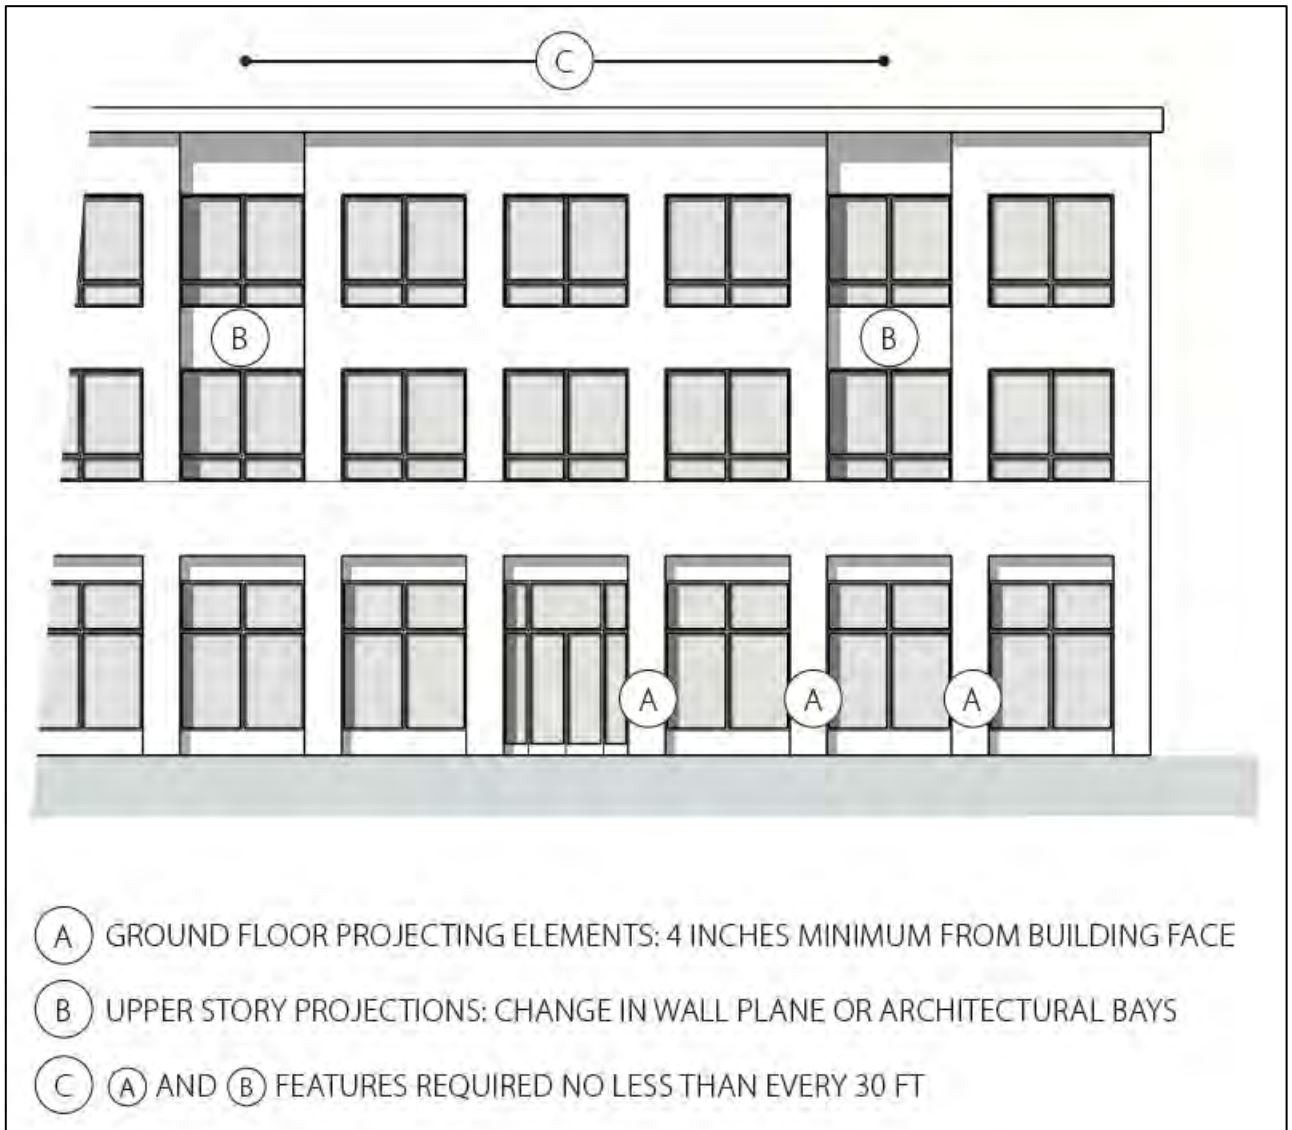 C
B B
A A A
A GROUND FLOOR PROJECTING ELEMENTS: 4 INCHES MINIMUM FROM BUILDING FACE
B UPPER STORY PROJECTIONS: CHANGE IN WALL PLANE OR ARCHITECTURAL BAYS
C A AND B FEATURES REQUIRED NO LESS THAN EVERY 30 FT